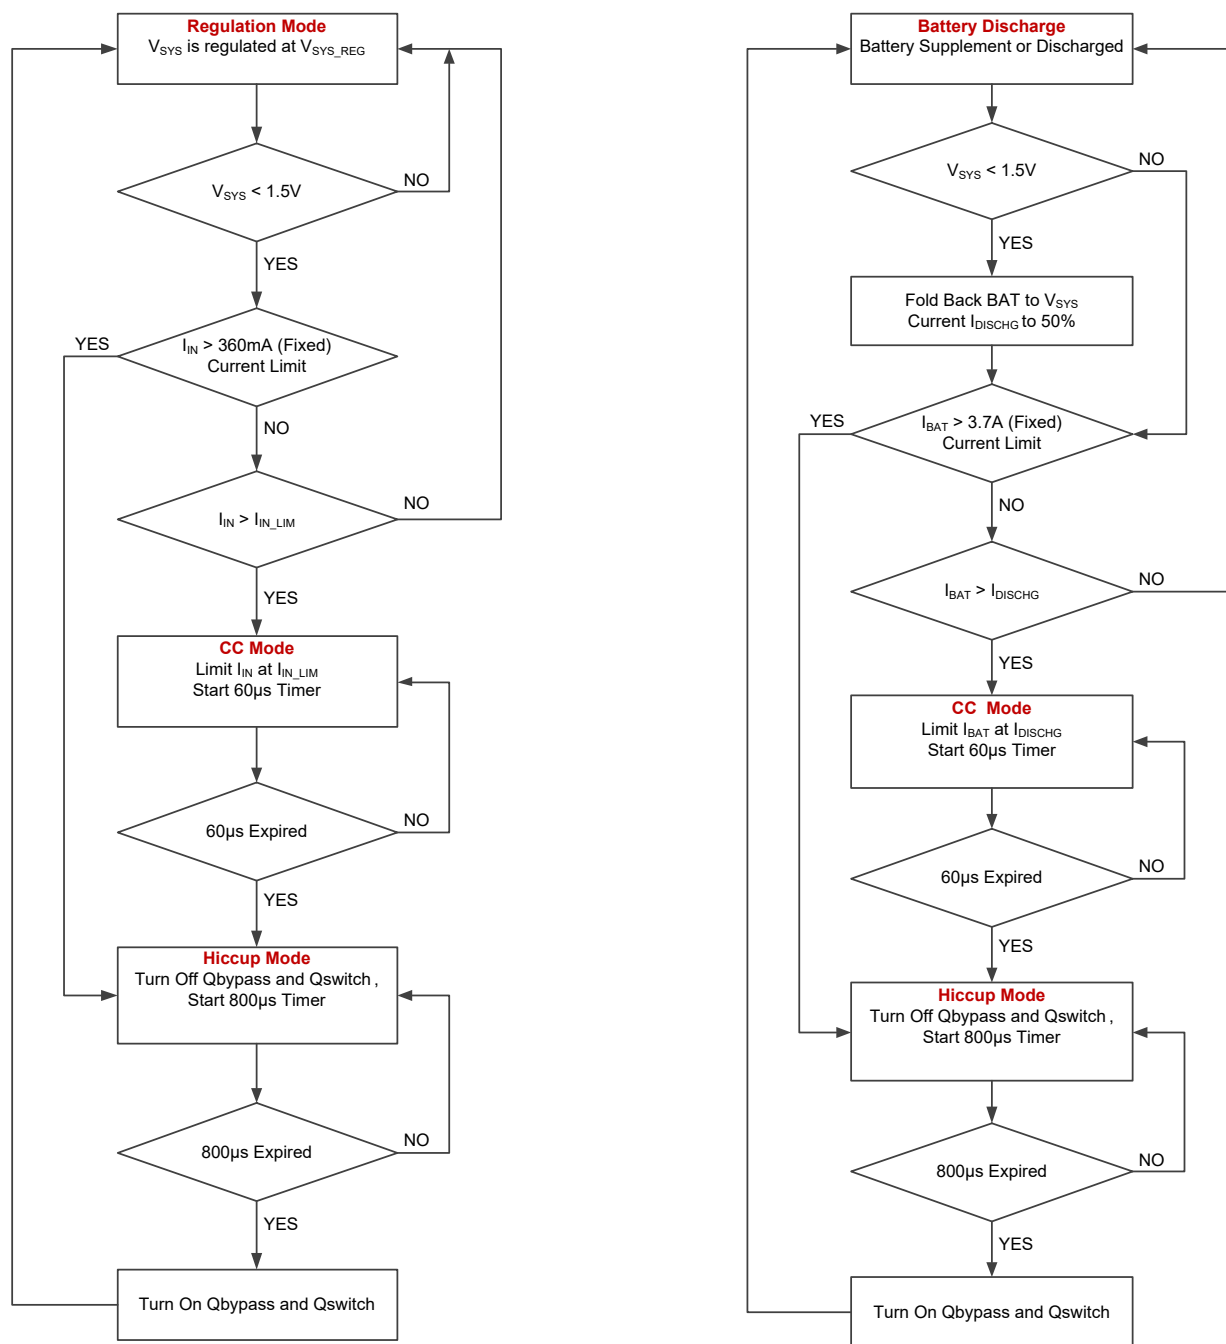 Regulation Mode
VSYS is regulated at VSYS_REG
VSYS < 1.5V
NO
YES
IIN > 360mA (Fixed)
Current Limit
YES
NO
IIN > IIN_LIM
NO
YES
CC Mode
Limit IIN at IIN_LIM
Start 60µs Timer
60µs Expired
NO
YES
Hiccup Mode
Turn Off Qbypass and Qswitch ,
Start 800µs Timer
800µs Expired
NO
YES
Turn On Qbypass and Qswitch
Battery Discharge
Battery Supplement or Discharged
VSYS < 1.5V
NO
YES
Fold Back BAT to VSYS
Current IDISCHG to 50%
IBAT > 3.7A (Fixed)
Current Limit
YES
NO
IBAT > IDISCHG
NO
YES
CC Mode
Limit IBAT at IDISCHG
Start 60µs Timer
60µs Expired
NO
YES
Hiccup Mode
Turn Off Qbypass and Qswitch ,
Start 800µs Timer
800µs Expired
NO
YES
Turn On Qbypass and Qswitch